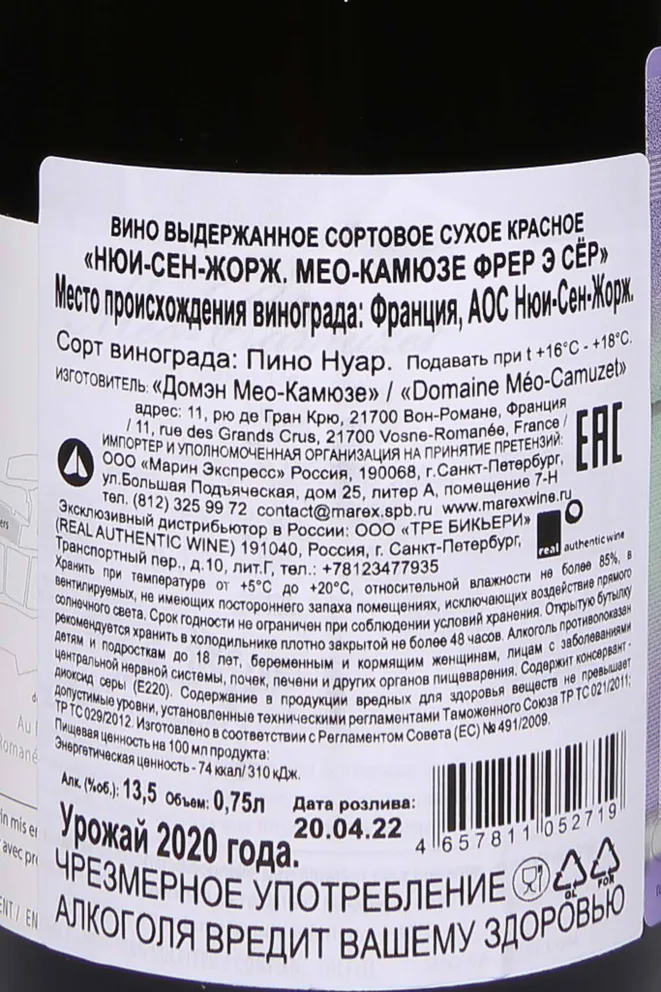 ВИНО ВЫДЕРЖАННОЕ СОРТОВОЕ СУХОЕ КРАСНОЕ
«НЮИ-СЕН-ЖОРЖ. МЕО-КАМЮЗЕ ФРЕР Э СЁР»
Место происхождения винограда: Франция, АОС Нюи-Сен-Жорж.
Сорт винограда: Пино Нуар. Подавать при t +16°C - +18°C.
ИЗГОТОВИТЕЛЬ: «Домэн Мео-Камюзе» / «Domaine Méo-Camuzet»
адрес: 11, рю де Гран Крю, 21700 Вон-Романе, Франция
/ 11, rue des Grands Crus, 21700 Vosne-Romanée, France /
EAC
ИМПОРТЕР И УПОЛНОМОЧЕННАЯ ОРГАНИЗАЦИЯ НА ПРИНЯТИЕ ПРЕТЕНЗИЙ:
ООО «Марин Экспресс» Россия, 190068, г.Санкт-Петербург,
ул.Большая Подъяческая, дом 25, литер А, помещение 7-Н
тел. (812) 325 99 72 contact@marex.spb.ru www.marexwine.ru
Эксклюзивный дистрибьютор в России: ООО «ТРЕ БИКЬЕРИ»
(REAL AUTHENTIC WINE) 191040, Россия, г. Санкт-Петербург,
Транспортный пер., д.10, лит.Г, тел.: +78123477935
real authentic wine
Хранить при температуре от +5°C до +20°C, относительной влажности не более 85%, в
вентилируемых, не имеющих постороннего запаха помещениях, исключающих воздействие прямого
солнечного света. Срок годности не ограничен при соблюдении условий хранения. Открытую бутылку
рекомендуется хранить в холодильнике плотно закрытой не более 48 часов. Алкоголь противопоказан
детям и подросткам до 18 лет, беременным и кормящим женщинам, лицам с заболеваниями
центральной нервной системы, почек, печени и других органов пищеварения. Содержит консервант -
диоксид серы (E220). Содержание в продукции вредных для здоровья веществ не превышает
допустимые уровни, установленные техническими регламентами Таможенного Союза ТР ТС 021/2011;
ТР ТС 029/2012. Изготовлено в соответствии с Регламентом Совета (ЕС) № 491/2009.
Пищевая ценность на 100 мл продукта:
Энергетическая ценность - 74 ккал/ 310 кДж.
Алк. (%об.): 13,5 Объем: 0,75л
Дата розлива:
20.04.22
4 657811 052719
Урожай 2020 года.
ЧРЕЗМЕРНОЕ УПОТРЕБЛЕНИЕ
GL FOR
АЛКОГОЛЯ ВРЕДИТ ВАШЕМУ ЗДОРОВЬЮ